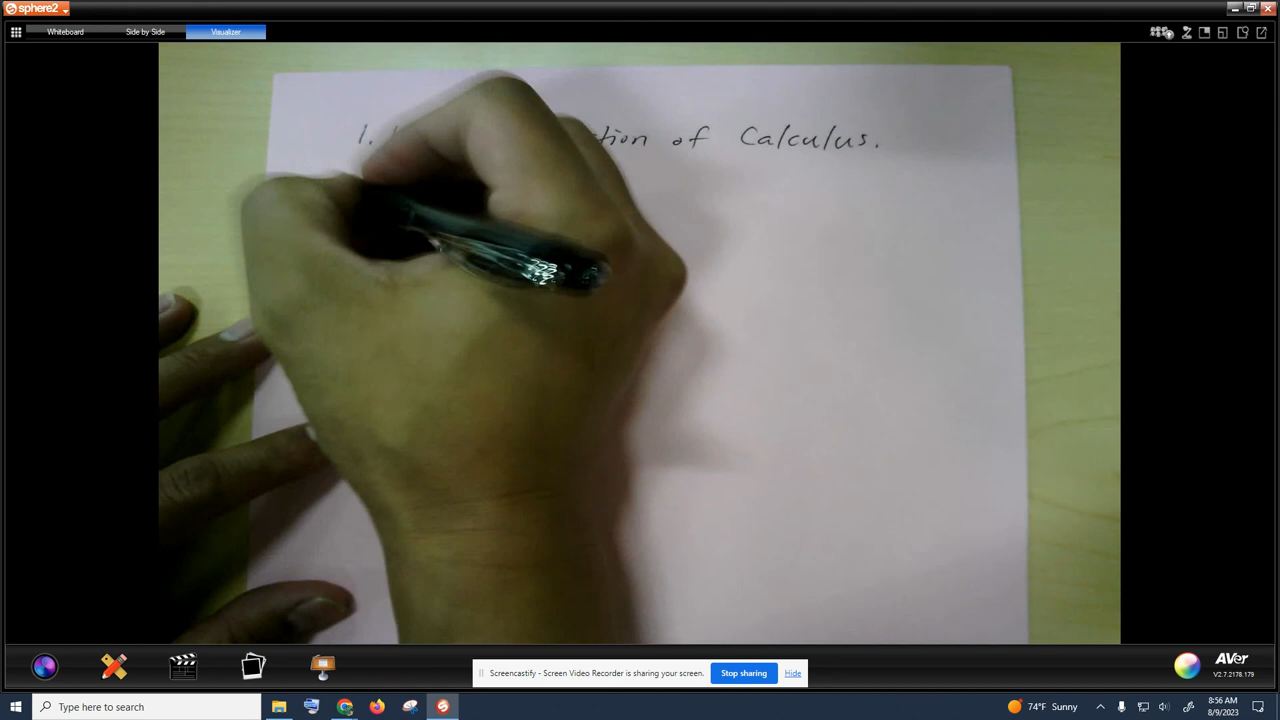 sphere2
Whiteboard Side by Side Visualizer
1. of Calculus.
Screencastify - Screen Video Recorder is sharing your screen. Stop sharing Hide
AVer
V2.7.2178.179
Type here to search
74°F Sunny
8:56 AM
8/9/2023